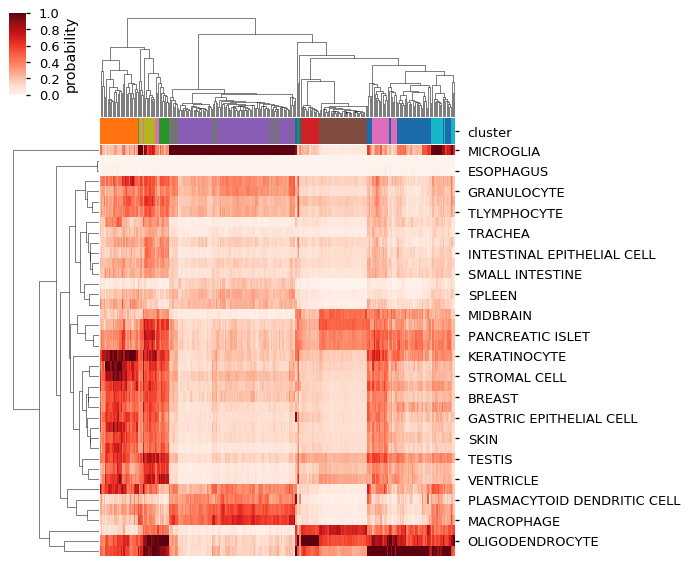 1.0
0.8
0.6
0.4
0.2
0.0
probability
cluster
MICROGLIA
ESOPHAGUS
GRANULOCYTE
TLYMPHOCYTE
TRACHEA
INTESTINAL EPITHELIAL CELL
SMALL INTESTINE
SPLEEN
MIDBRAIN
PANCREATIC ISLET
KERATINOCYTE
STROMAL CELL
BREAST
GASTRIC EPITHELIAL CELL
SKIN
TESTIS
VENTRICLE
PLASMACYTOID DENDRITIC CELL
MACROPHAGE
OLIGODENDROCYTE